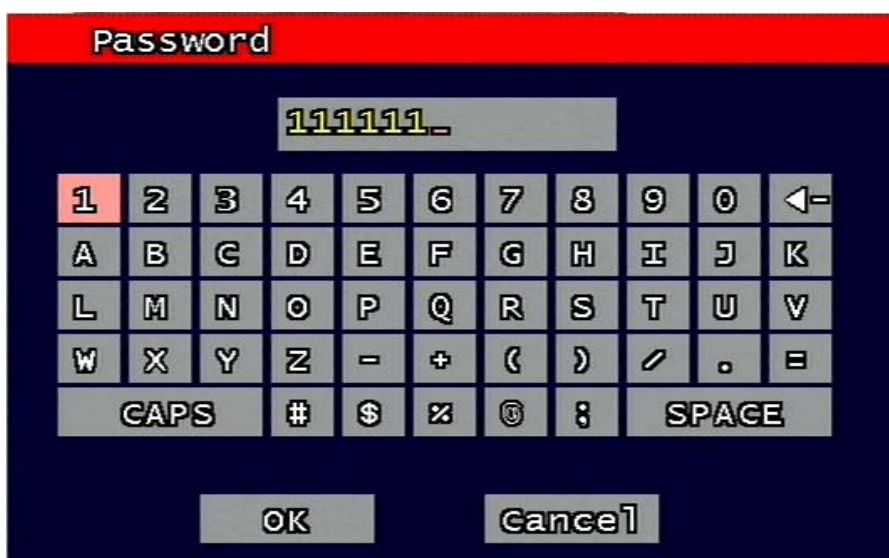 Password
111111_
1 2 3 4 5 6 7 8 9 0 ◁-
A B C D E F G H I J K
L M N O P Q R S T U V
W X Y Z - + ( ) / . =
CAPS # $ % @ ; SPACE
OK Cancel